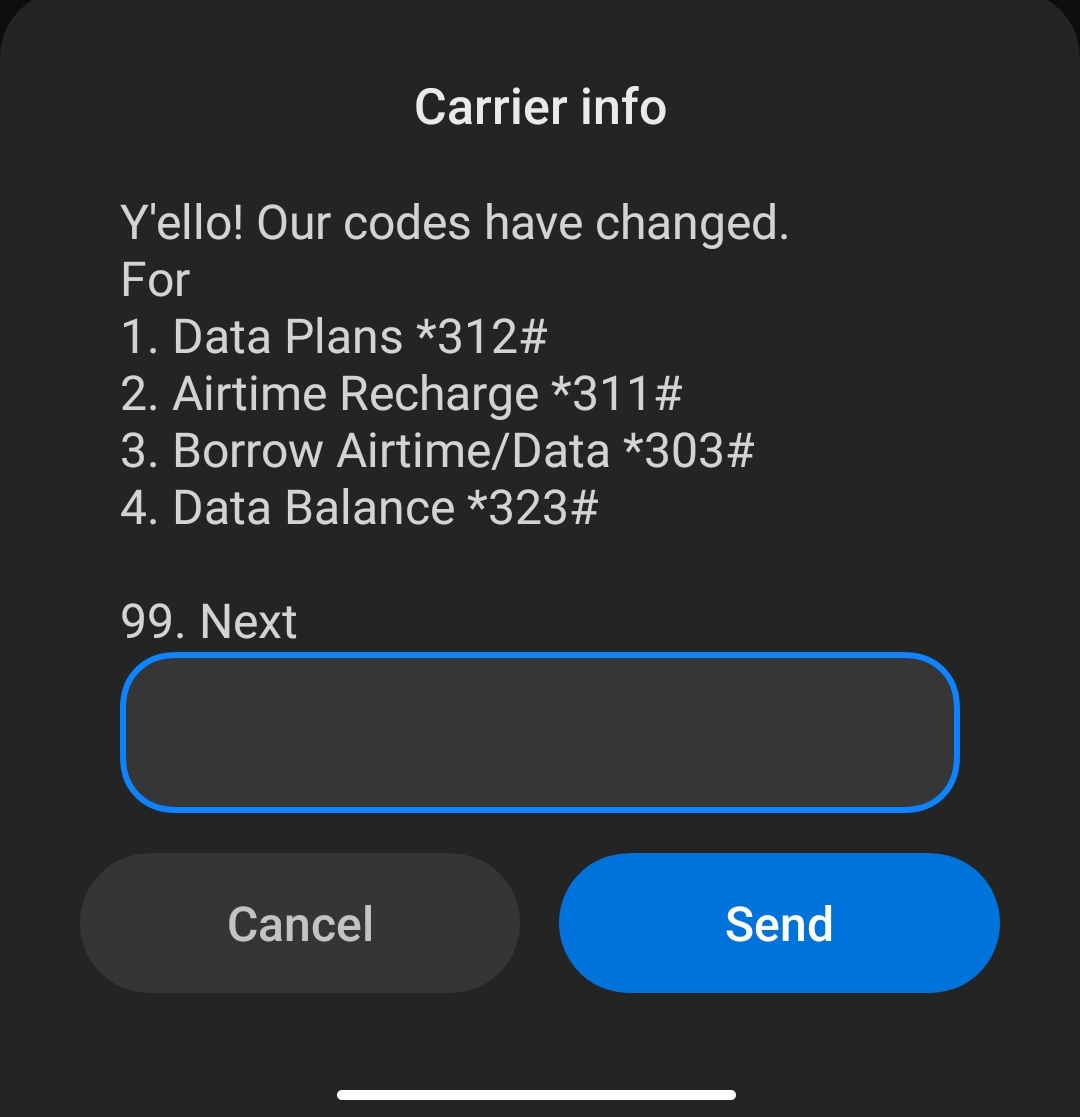 Carrier info
Y'ello! Our codes have changed.
For
1. Data Plans *312#
2. Airtime Recharge *311#
3. Borrow Airtime/Data *303#
4. Data Balance *323#
99. Next
Cancel
Send